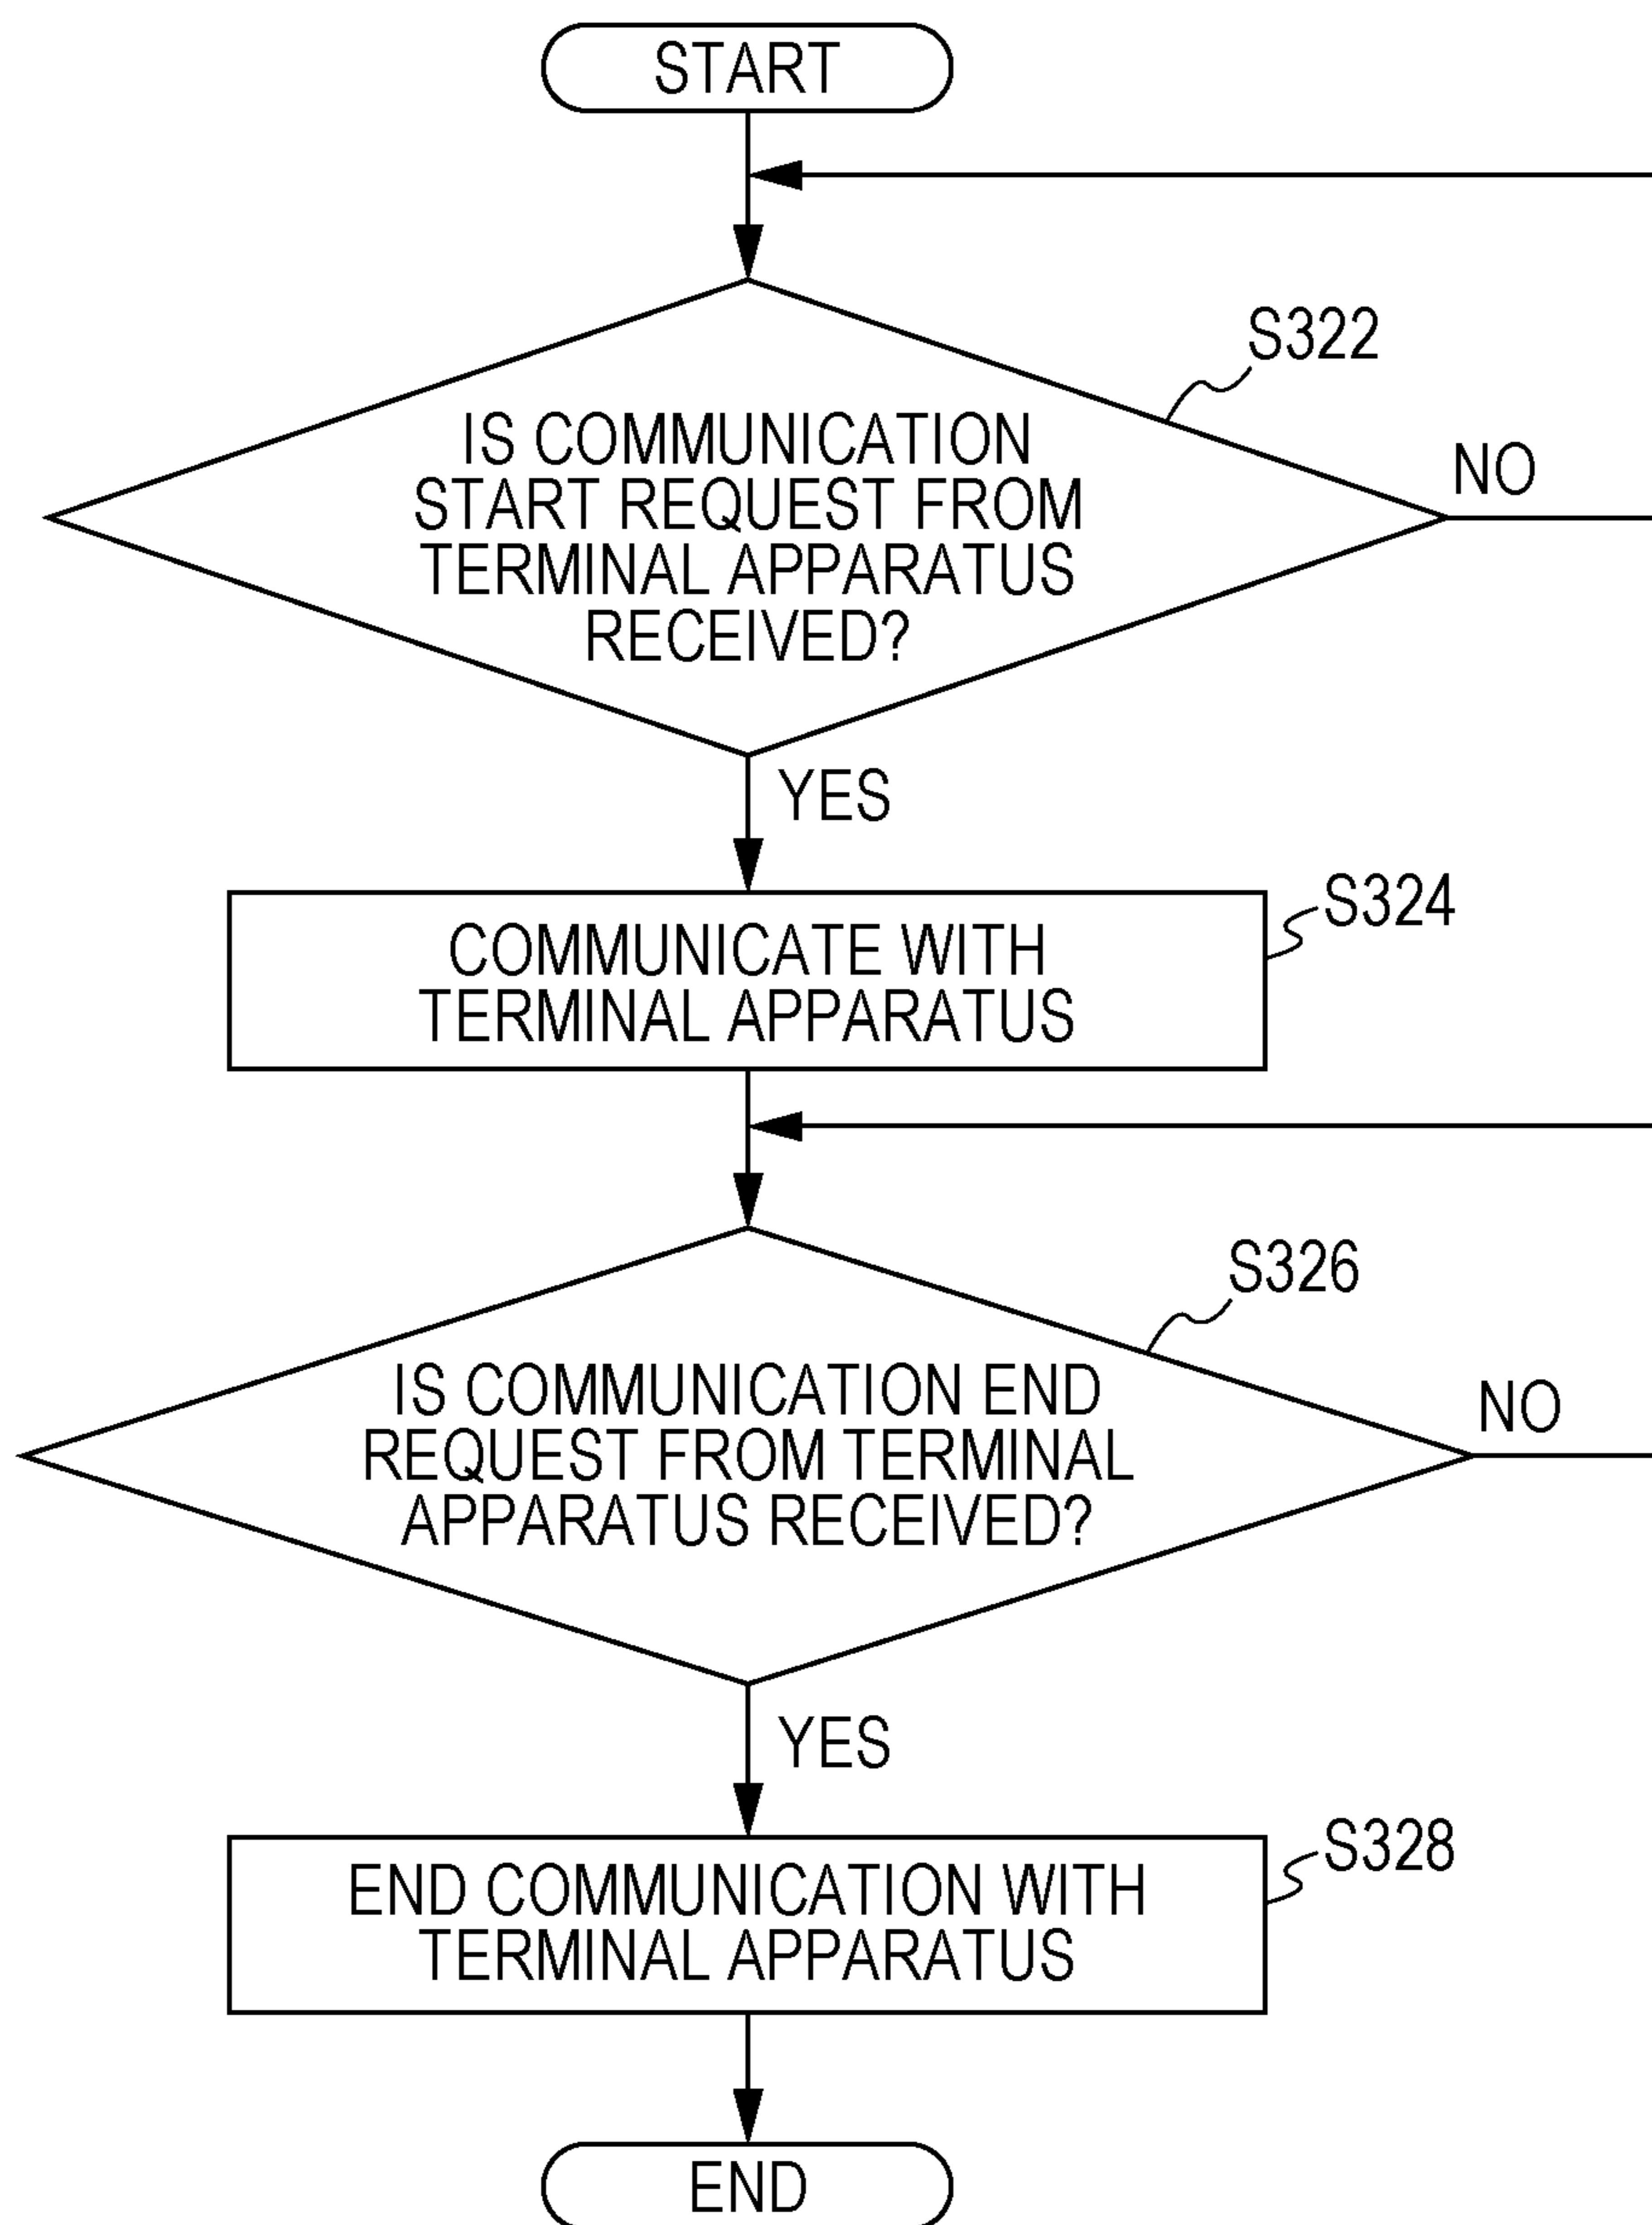 START
S322
IS COMMUNICATION
START REQUEST FROM
TERMINAL APPARATUS
RECEIVED?
NO
YES
S324
COMMUNICATE WITH
TERMINAL APPARATUS
S326
IS COMMUNICATION END
REQUEST FROM TERMINAL
APPARATUS RECEIVED?
NO
YES
S328
END COMMUNICATION WITH
TERMINAL APPARATUS
END